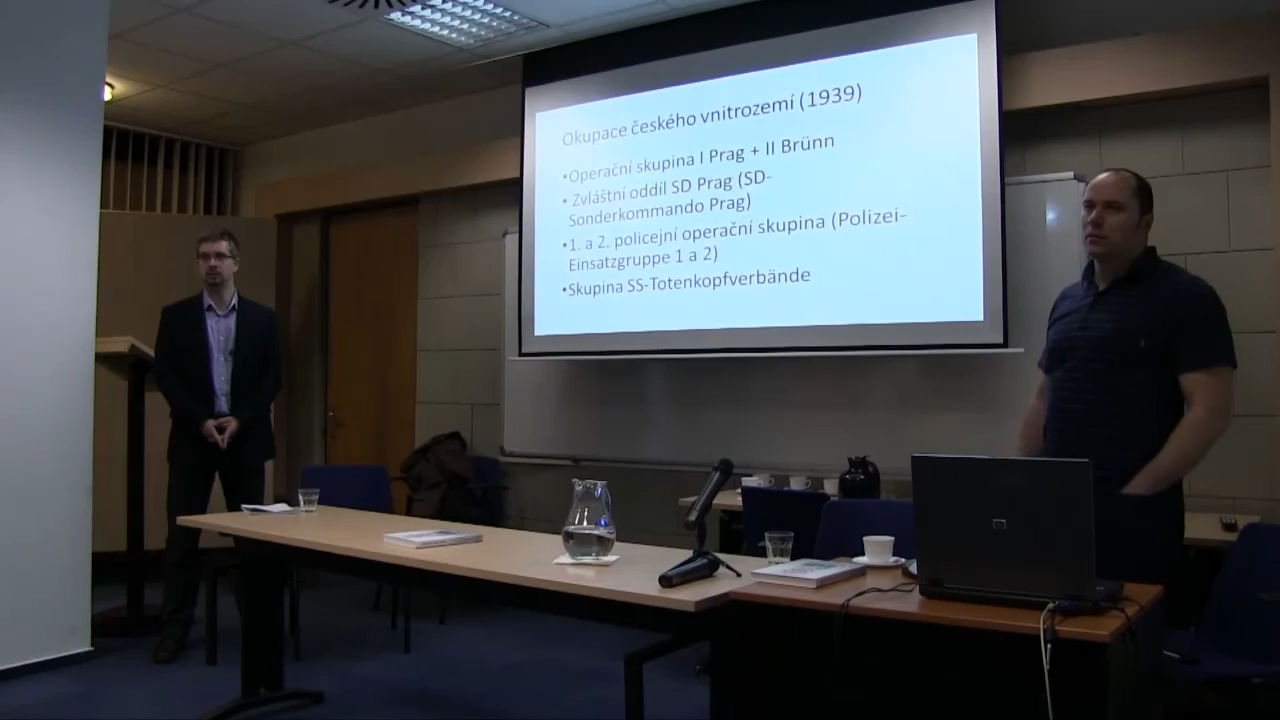 Okupace českého vnitrozemí (1939)
•Operační skupina I Prag + II Brünn
• Zvláštní oddíl SD Prag (SD-
Sonderkommando Prag)
•1. a 2. policejní operační skupina (Polizei-
Einsatzgruppe 1 a 2)
•Skupina SS-Totenkopfverbände